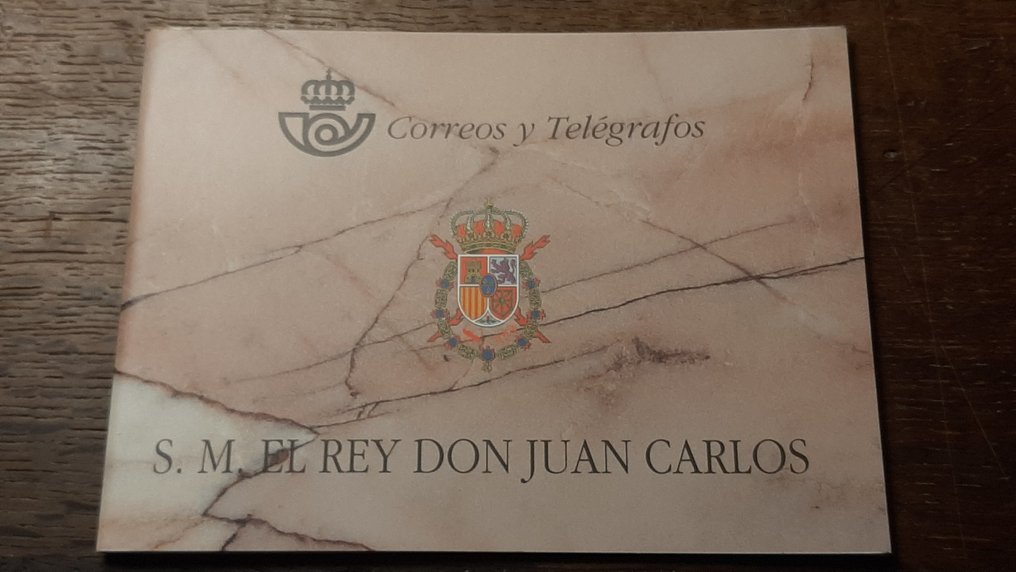 Correos y Telégrafos
S. M. EL REY DON JUAN CARLOS